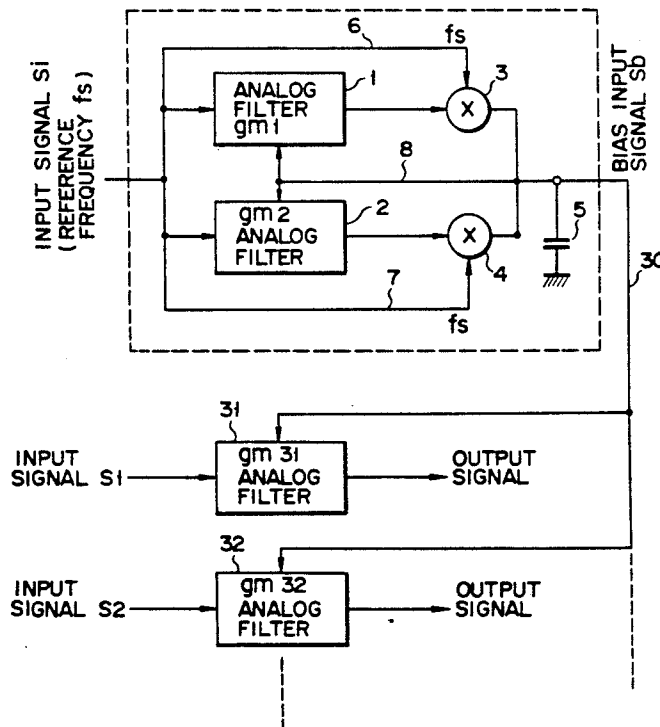 INPUT SIGNAL Si
( REFERENCE
FREQUENCY fs )
6
fs
ANALOG
FILTER
gm 1
1
X
3
8
BIAS INPUT
SIGNAL Sb
gm 2
ANALOG
FILTER
2
X
4
5
7
fs
30
31
INPUT
SIGNAL S1
gm 31
ANALOG
FILTER
OUTPUT
SIGNAL
32
INPUT
SIGNAL S2
gm 32
ANALOG
FILTER
OUTPUT
SIGNAL